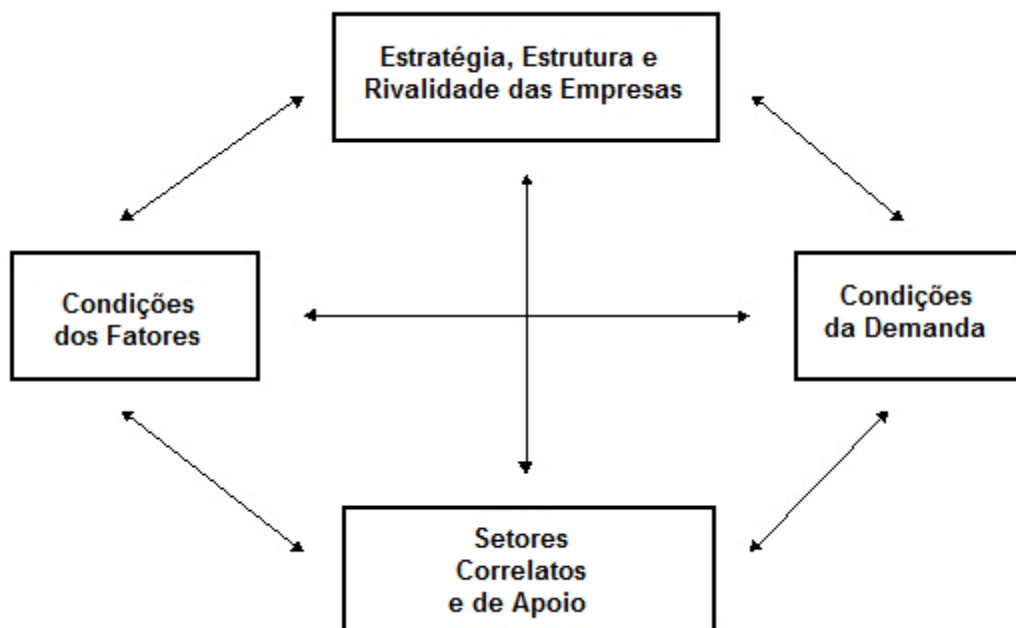 Estratégia, Estrutura e
Rivalidade das Empresas
Condições
dos Fatores
Condições
da Demanda
Setores
Correlatos
e de Apoio